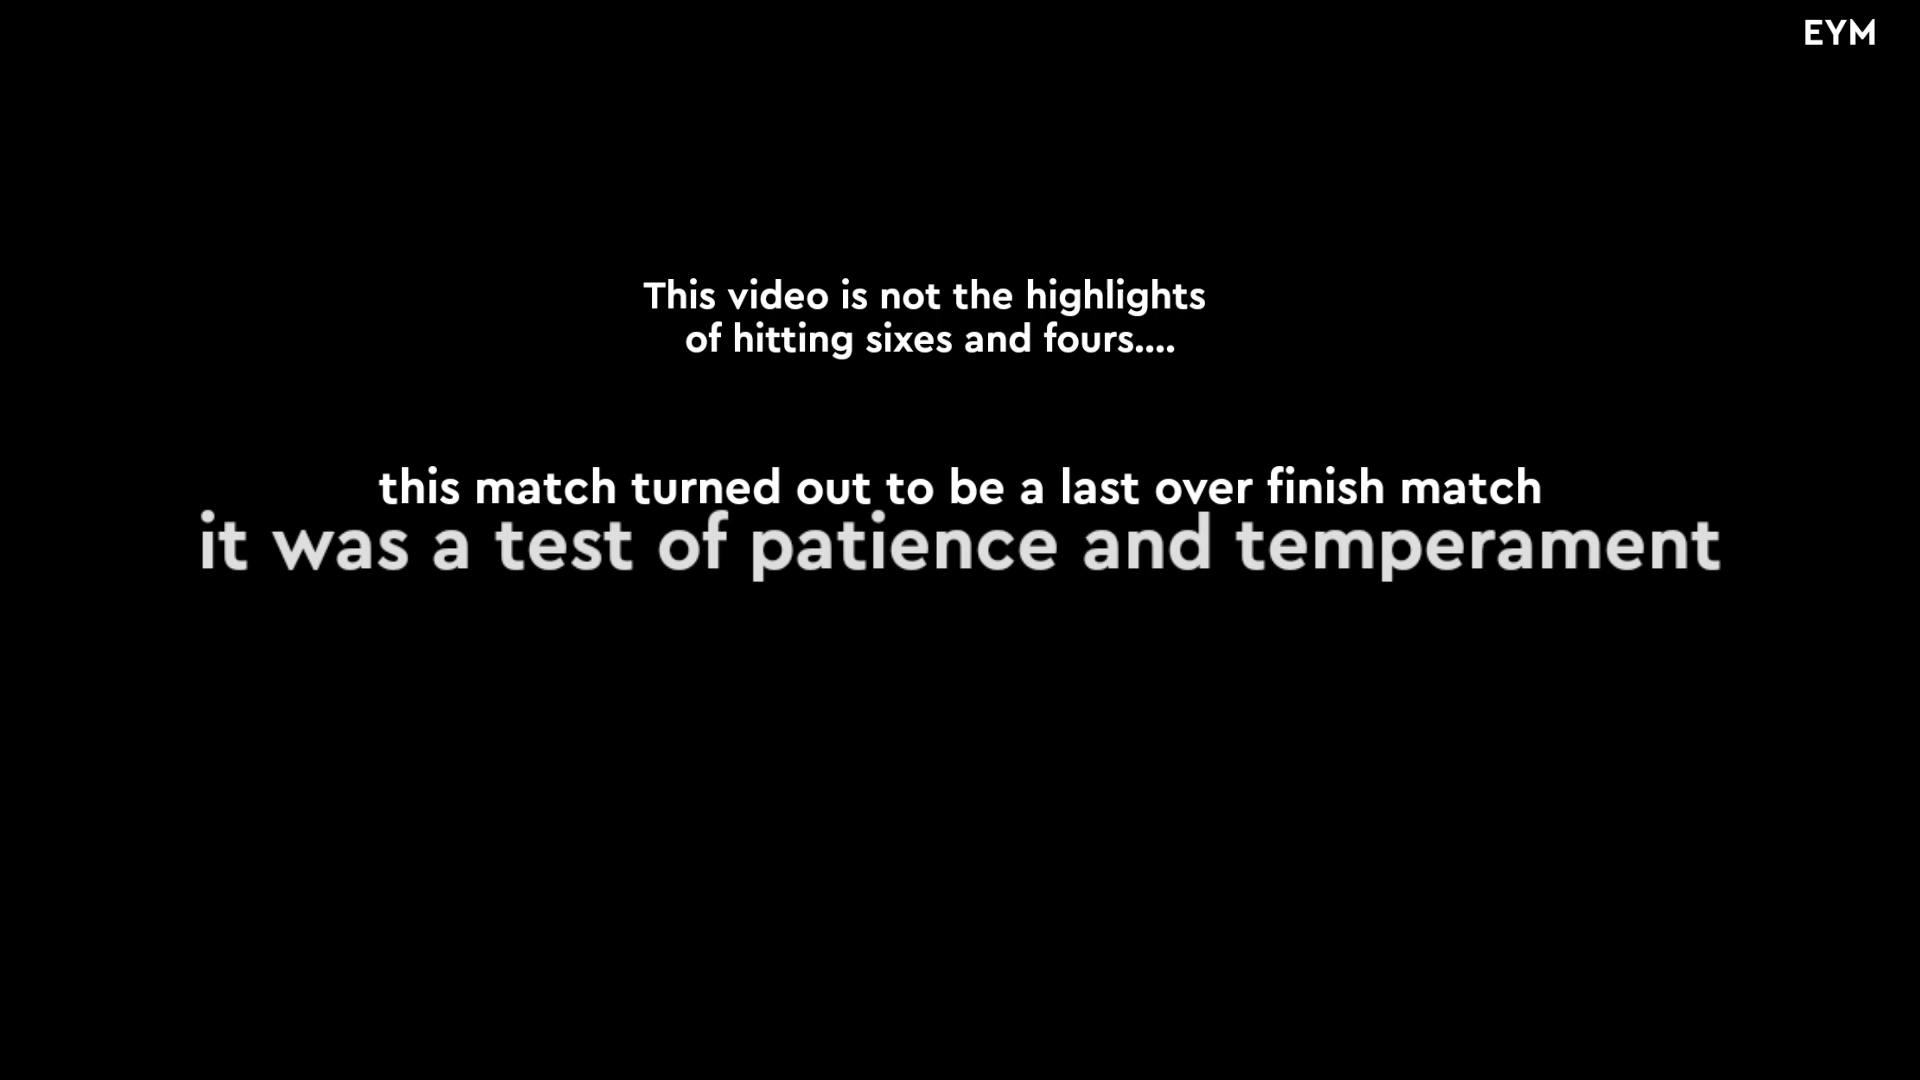 EYM
This video is not the highlights
of hitting sixes and fours....
this match turned out to be a last over finish match
it was a test of patience and temperament